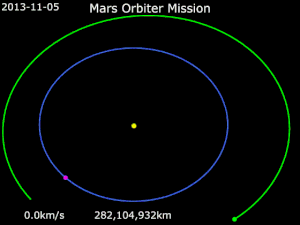 2013-11-05
Mars Orbiter Mission
0.0km/s
282,104,932km